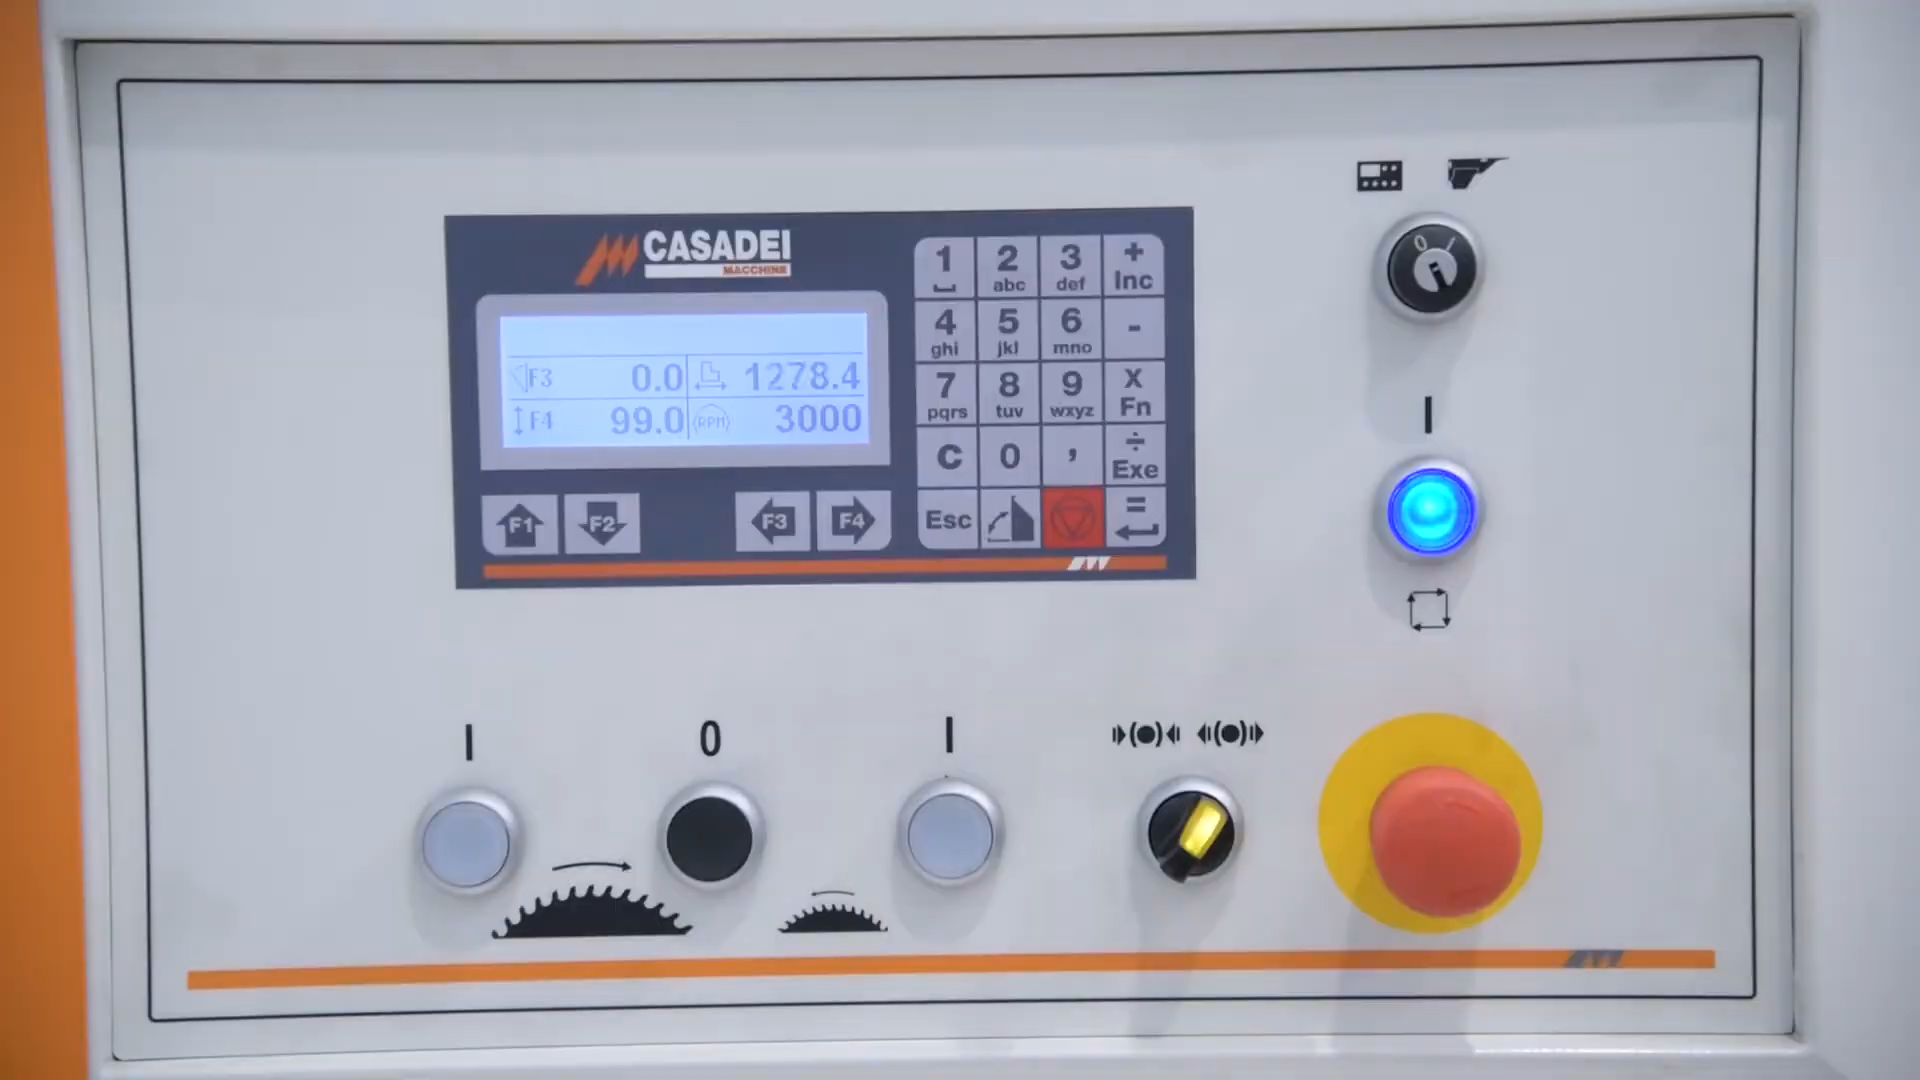 CASADEI
MACCHINE
F3 0.0 1278.4
F4 99.0 RPM 3000
F1 F2 F3 F4
1 2 3 +
abc def Inc
4 5 6 -
ghi jkl mno
7 8 9 X
pqrs tuv wxyz Fn
C 0 , ÷
Exe
Esc =
0 I
I
I 0 I